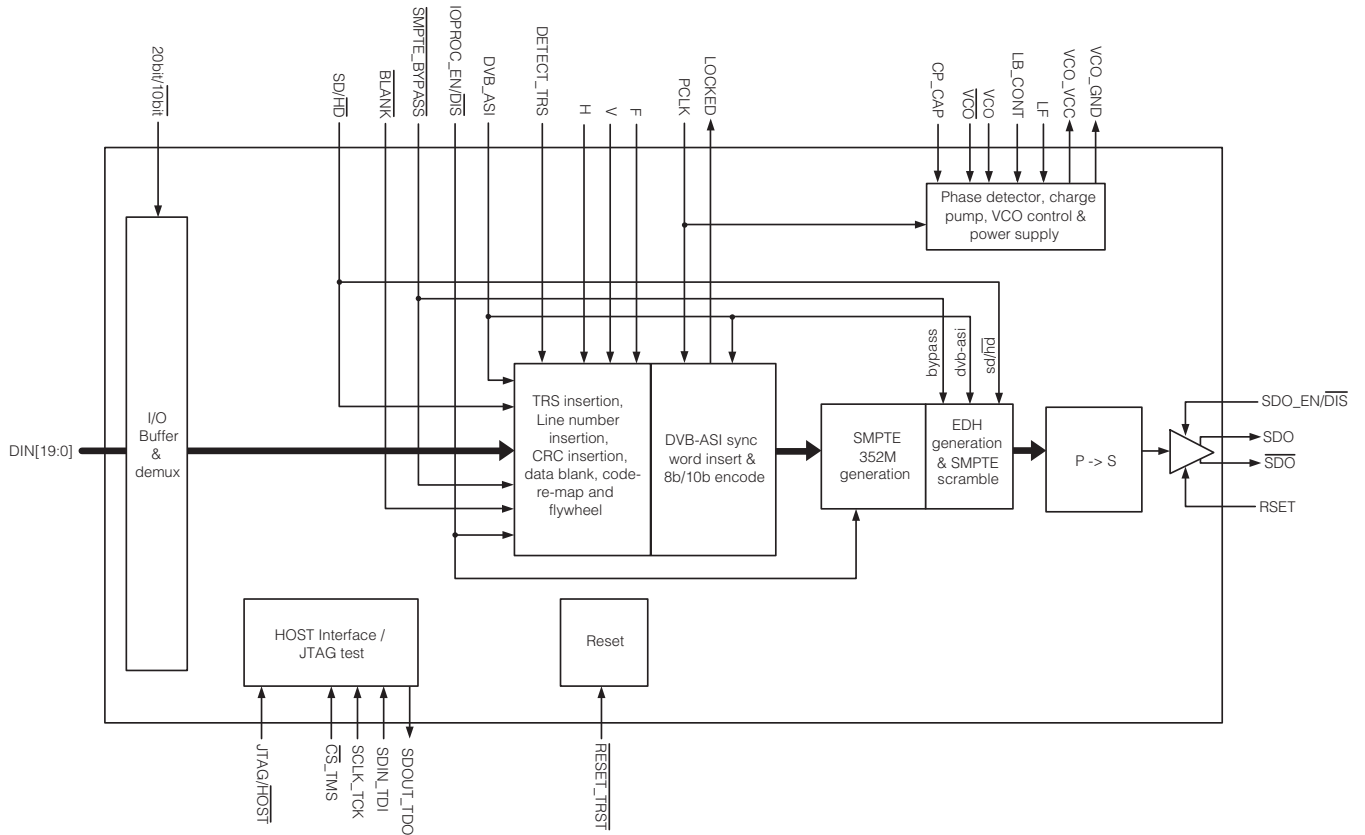 20bit/10bit
SD/HD
BLANK
SMPTE_BYPASS
IOPROC_EN/DIS
DVB_ASI
DETECT_TRS
H
V
F
PCLK
LOCKED
CP_CAP
VCO
VCO
LB_CONT
LF
VCO_VCC
VCO_GND
Phase detector, charge
pump, VCO control &
power supply
bypass
dvb-asi
sd/hd
DIN[19:0]
I/O
Buffer
&
demux
TRS insertion,
Line number
insertion,
CRC insertion,
data blank, code-
re-map and
flywheel
DVB-ASI sync
word insert &
8b/10b encode
SMPTE
352M
generation
EDH
generation
& SMPTE
scramble
P -> S
SDO_EN/DIS
SDO
SDO
RSET
HOST Interface /
JTAG test
Reset
JTAG/HOST
CS_TMS
SCLK_TCK
SDIN_TDI
SDOUT_TDO
RESET_TRST